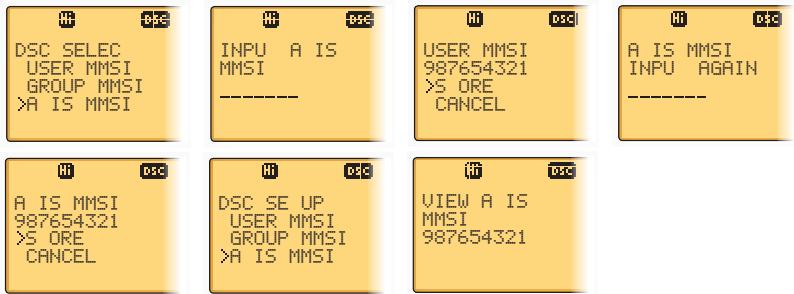 Hi DSC
DSC SELEC
USER MMSI
GROUP MMSI
>A IS MMSI
Hi DSC
INPU A IS
MMSI
_______
Hi DSC
USER MMSI
987654321
>S ORE
CANCEL
Hi DSC
A IS MMSI
INPU AGAIN
_______
Hi DSC
A IS MMSI
987654321
>S ORE
CANCEL
Hi DSC
DSC SE UP
USER MMSI
GROUP MMSI
>A IS MMSI
Hi DSC
VIEW A IS
MMSI
987654321